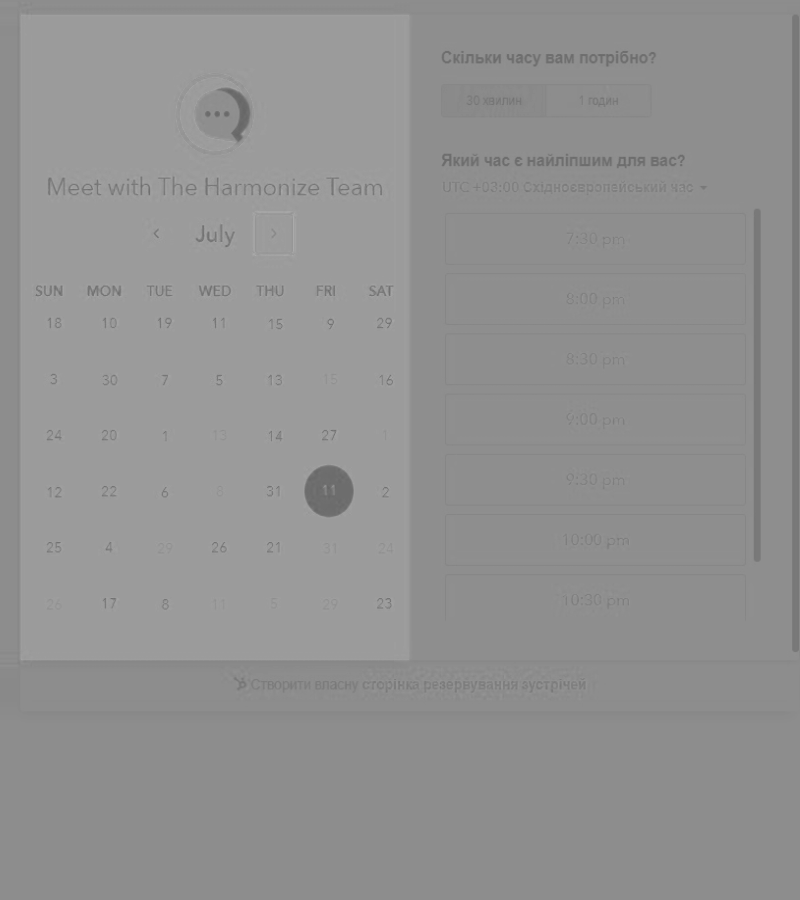 Meet with The Harmonize Team
July
SUN MON TUE WED THU FRI SAT
18 10 19 11 15 9 29
3 30 7 5 13 15 16
24 20 1 13 14 27 1
12 22 6 8 31 11 2
25 4 29 26 21 31 24
26 17 8 11 5 29 23
Скільки часу вам потрібно?
30 хвилин 1 годин
Який час є найліпшим для вас?
UTC +03:00 Східноєвропейський час
7:30 pm
8:00 pm
8:30 pm
9:00 pm
9:30 pm
10:00 pm
10:30 pm
Створити власну сторінка резервування зустрічей